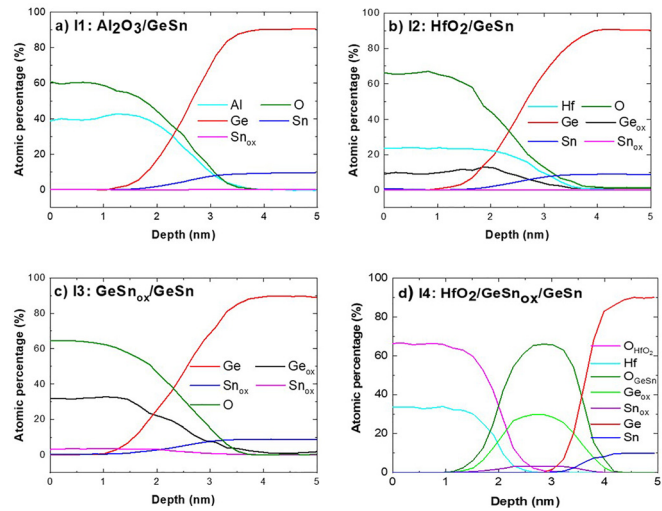 a) I1: Al2O3/GeSn
Atomic percentage (%)
100
80
60
40
20
0
Al
O
Ge
Sn
Snox
0 1 2 3 4 5
Depth (nm)
b) I2: HfO2/GeSn
Atomic percentage (%)
100
80
60
40
20
0
Hf
O
Ge
Geox
Sn
Snox
0 1 2 3 4 5
Depth (nm)
c) I3: GeSnox/GeSn
Atomic percentage (%)
100
80
60
40
20
0
Ge
Geox
Snox
Snox
O
0 1 2 3 4 5
Depth (nm)
d) I4: HfO2/GeSnox/GeSn
Atomic percentage (%)
100
80
60
40
20
0
OHfO2
Hf
OGeSn
Geox
Snox
Ge
Sn
0 1 2 3 4 5
Depth (nm)